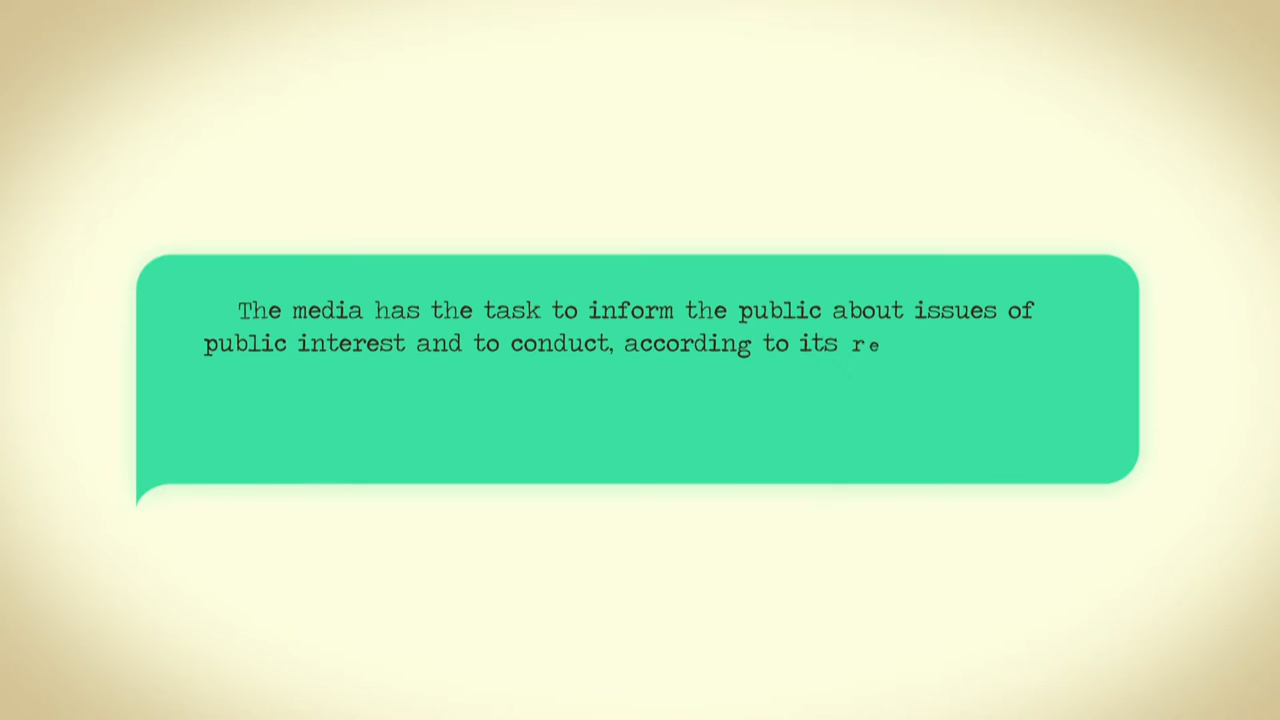 The media has the task to inform the public about issues of
public interest and to conduct, according to its re